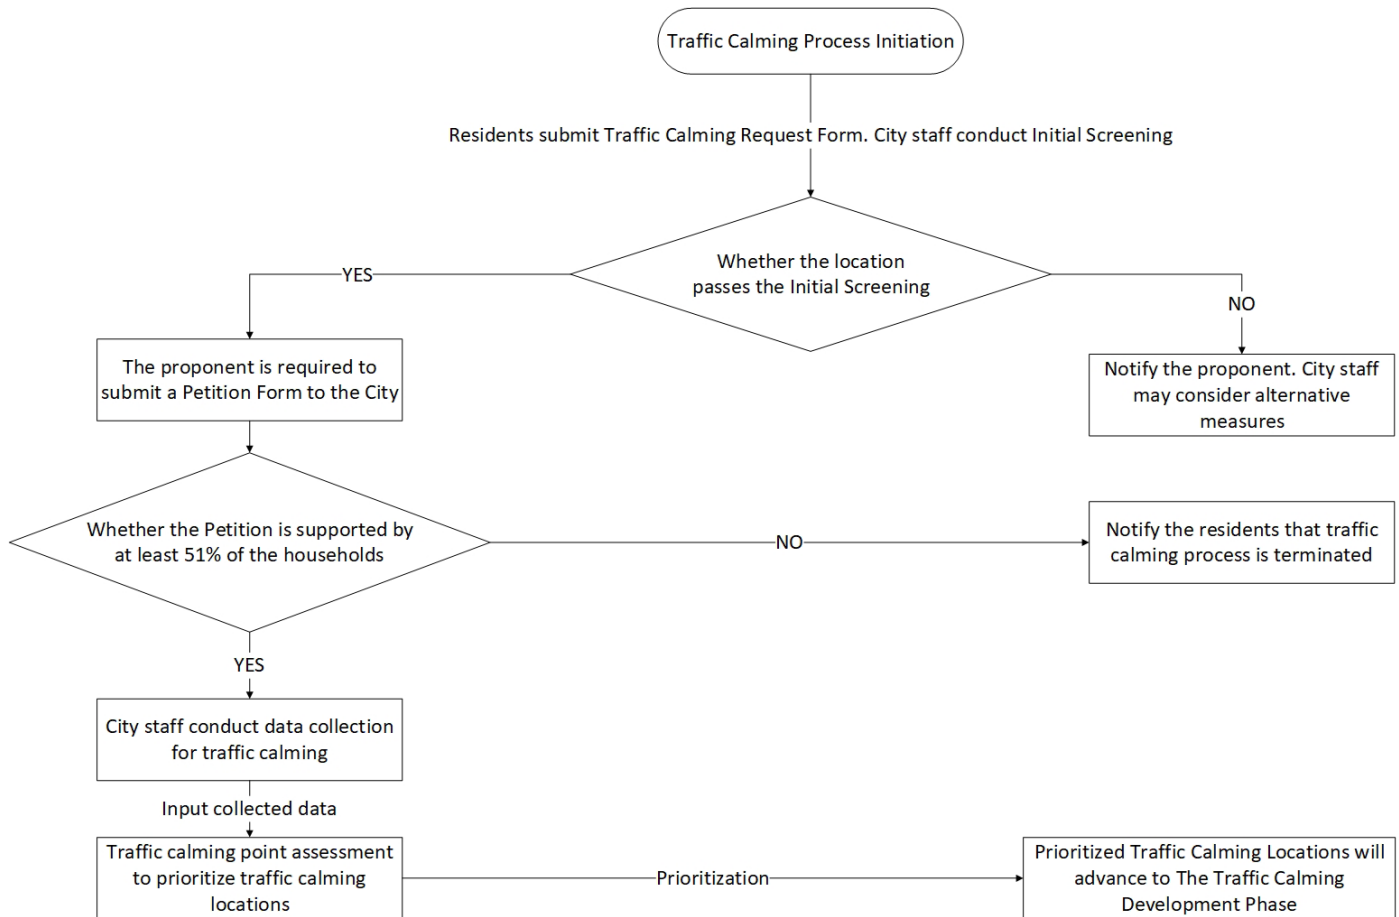 Traffic Calming Process Initiation
Residents submit Traffic Calming Request Form. City staff conduct Initial Screening
Whether the location
passes the Initial Screening
YES
NO
The proponent is required to
submit a Petition Form to the City
Notify the proponent. City staff
may consider alternative
measures
Whether the Petition is supported by
at least 51% of the households
NO
Notify the residents that traffic
calming process is terminated
YES
City staff conduct data collection
for traffic calming
Input collected data
Traffic calming point assessment
to prioritize traffic calming
locations
Prioritization
Prioritized Traffic Calming Locations will
advance to The Traffic Calming
Development Phase